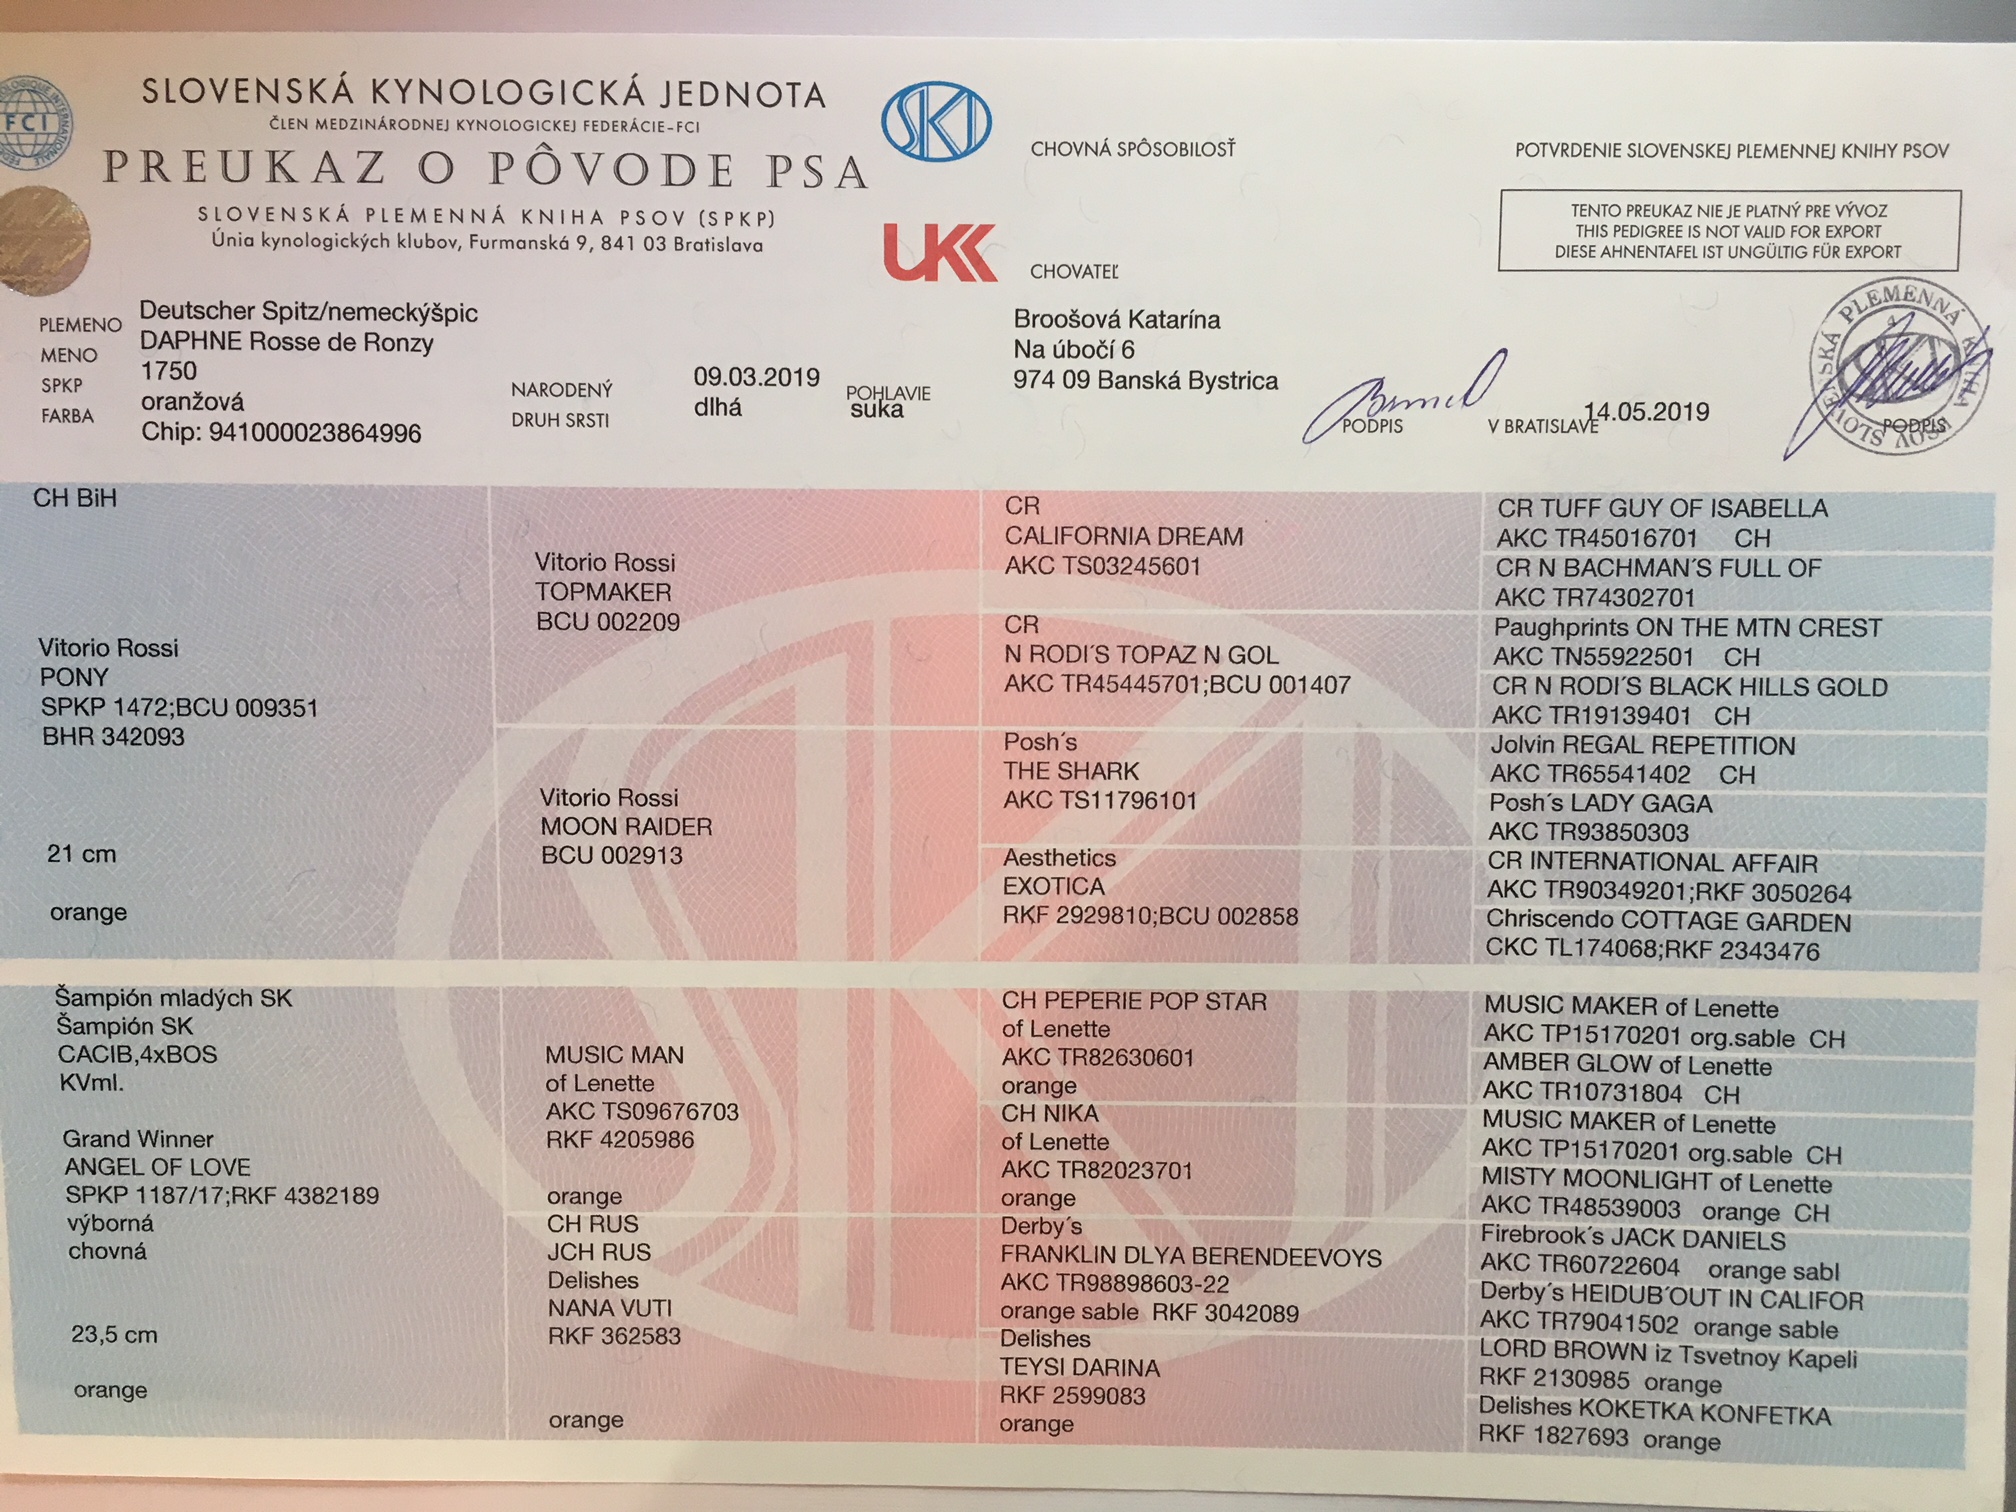 SLOVENSKÁ KYNOLOGICKÁ JEDNOTA
ČLEN MEDZINÁRODNEJ KYNOLOGICKEJ FEDERÁCIE-FCI
PREUKAZ O PÔVODE PSA
SLOVENSKÁ PLEMENNÁ KNIHA PSOV (SPKP)
Únia kynologických klubov, Furmanská 9, 841 03 Bratislava
FCI
SKJ
UKK
CHOVNÁ SPÔSOBILOSŤ
POTVRDENIE SLOVENSKEJ PLEMENNEJ KNIHY PSOV
TENTO PREUKAZ NIE JE PLATNÝ PRE VÝVOZ
THIS PEDIGREE IS NOT VALID FOR EXPORT
DIESE AHNENTAFEL IST UNGÜLTIG FÜR EXPORT
CHOVATEĽ
PLEMENO Deutscher Spitz/nemeckýšpic
MENO DAPHNE Rosse de Ronzy
SPKP 1750
FARBA oranžová
Chip: 941000023864996
NARODENÝ 09.03.2019
DRUH SRSTI dlhá
POHLAVIE suka
Broošová Katarína
Na úbočí 6
974 09 Banská Bystrica
PODPIS
V BRATISLAVE 14.05.2019
PODPIS
SLOVENSKÁ PLEMENNÁ KNIHA PSOV
4
CH BiH
Vitorio Rossi
PONY
SPKP 1472;BCU 009351
BHR 342093
21 cm
orange
Vitorio Rossi
TOPMAKER
BCU 002209
Vitorio Rossi
MOON RAIDER
BCU 002913
CR
CALIFORNIA DREAM
AKC TS03245601
CR
N RODI´S TOPAZ N GOL
AKC TR45445701;BCU 001407
Posh´s
THE SHARK
AKC TS11796101
Aesthetics
EXOTICA
RKF 2929810;BCU 002858
CR TUFF GUY OF ISABELLA
AKC TR45016701 CH
CR N BACHMAN´S FULL OF
AKC TR74302701
Paughprints ON THE MTN CREST
AKC TN55922501 CH
CR N RODI´S BLACK HILLS GOLD
AKC TR19139401 CH
Jolvin REGAL REPETITION
AKC TR65541402 CH
Posh´s LADY GAGA
AKC TR93850303
CR INTERNATIONAL AFFAIR
AKC TR90349201;RKF 3050264
Chriscendo COTTAGE GARDEN
CKC TL174068;RKF 2343476
Šampión mladých SK
Šampión SK
CACIB,4xBOS
KVml.
Grand Winner
ANGEL OF LOVE
SPKP 1187/17;RKF 4382189
výborná
chovná
23,5 cm
orange
MUSIC MAN
of Lenette
AKC TS09676703
RKF 4205986
orange
CH RUS
JCH RUS
Delishes
NANA VUTI
RKF 362583
orange
CH PEPERIE POP STAR
of Lenette
AKC TR82630601
orange
CH NIKA
of Lenette
AKC TR82023701
orange
Derby´s
FRANKLIN DLYA BERENDEEVOYS
AKC TR98898603-22
orange sable RKF 3042089
Delishes
TEYSI DARINA
RKF 2599083
orange
MUSIC MAKER of Lenette
AKC TP15170201 org.sable CH
AMBER GLOW of Lenette
AKC TR10731804 CH
MUSIC MAKER of Lenette
AKC TP15170201 org.sable CH
MISTY MOONLIGHT of Lenette
AKC TR48539003 orange CH
Firebrook´s JACK DANIELS
AKC TR60722604 orange sabl
Derby´s HEIDUB´OUT IN CALIFOR
AKC TR79041502 orange sable
LORD BROWN iz Tsvetnoy Kapeli
RKF 2130985 orange
Delishes KOKETKA KONFETKA
RKF 1827693 orange